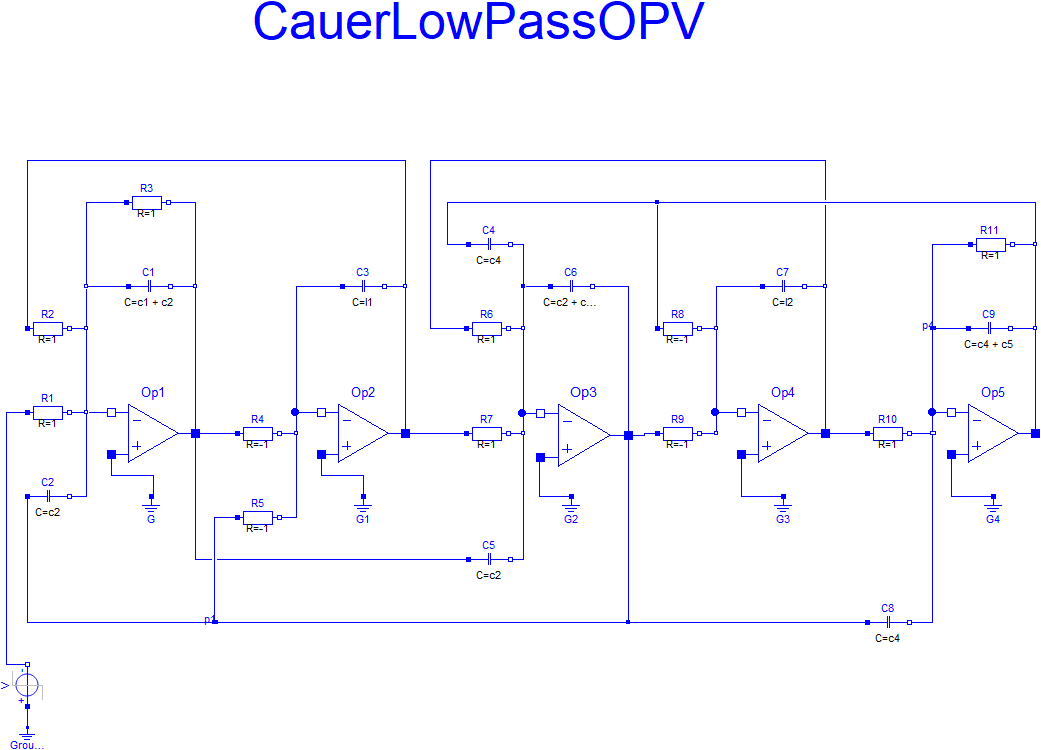 CauerLowPassOPV
R3
R=1
C4
C=c4
R11
R=1
C1
C=c1 + c2
C3
C=l1
C6
C=c2 + c...
C7
C=l2
R2
R=1
R6
R=1
R8
R=-1
C9
C=c4 + c5
p4
R1
R=1
Op1
Op2
Op3
Op4
Op5
R4
R=-1
R7
R=1
R9
R=-1
R10
R=1
C2
C=c2
R5
R=-1
G
G1
G2
G3
G4
C5
C=c2
p1
C8
C=c4
V
- 
+
Grou...